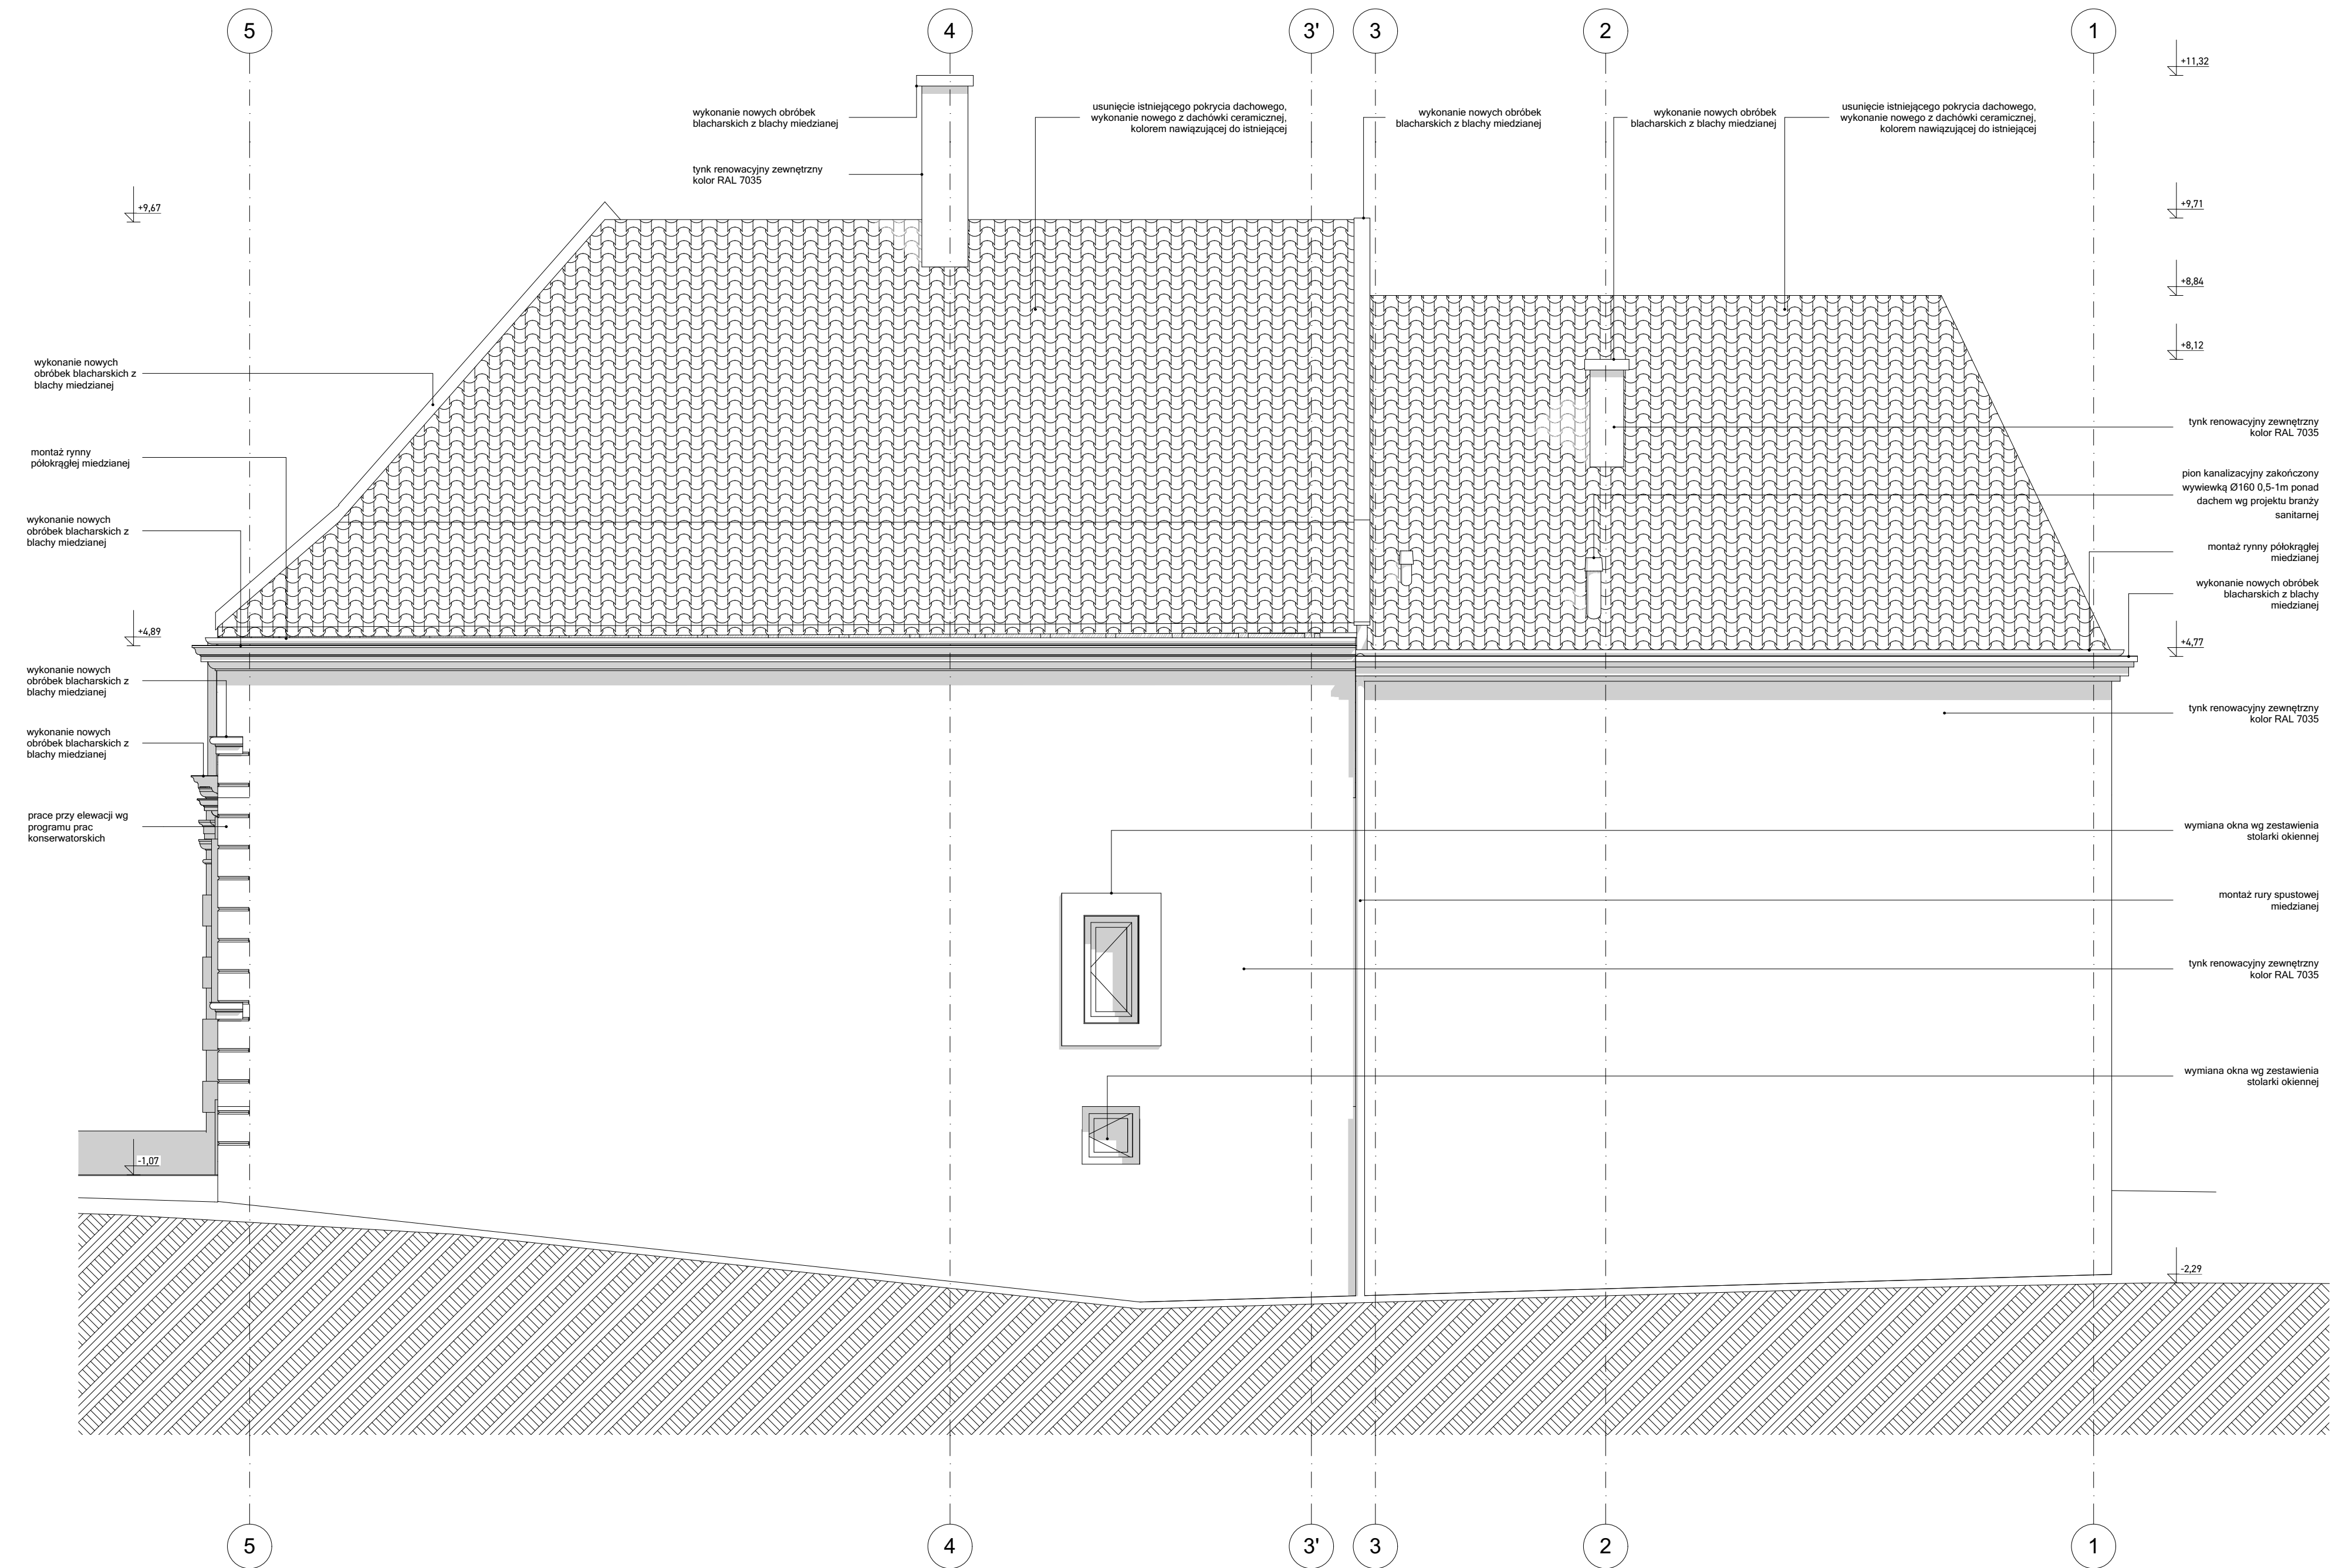 5
4
3'
3
2
1
+11,32
wykonanie nowych obróbek
blacharskich z blachy miedzianej
usunięcie istniejącego pokrycia dachowego,
wykonanie nowego z dachówki ceramicznej,
kolorem nawiązującej do istniejącej
wykonanie nowych obróbek
blacharskich z blachy miedzianej
wykonanie nowych obróbek
blacharskich z blachy miedzianej
usunięcie istniejącego pokrycia dachowego,
wykonanie nowego z dachówki ceramicznej,
kolorem nawiązującej do istniejącej
tynk renowacyjny zewnętrzny
kolor RAL 7035
+9,67
wykonanie nowych
obróbek blacharskich z
blachy miedzianej
montaż rynny
półokrągłej miedzianej
wykonanie nowych
obróbek blacharskich z
blachy miedzianej
+4,89
wykonanie nowych
obróbek blacharskich z
blachy miedzianej
wykonanie nowych
obróbek blacharskich z
blachy miedzianej
prace przy elewacji wg
programu prac
konserwatorskich
-1,07
+9,71
+8,84
+8,12
tynk renowacyjny zewnętrzny
kolor RAL 7035
pion kanalizacyjny zakończony
wywiewką Ø160 0,5-1m ponad
dachem wg projektu branży
sanitarnej
montaż rynny półokrągłej
miedzianej
wykonanie nowych obróbek
blacharskich z blachy
miedzianej
+4,77
tynk renowacyjny zewnętrzny
kolor RAL 7035
wymiana okna wg zestawienia
stolarki okiennej
montaż rury spustowej
miedzianej
tynk renowacyjny zewnętrzny
kolor RAL 7035
wymiana okna wg zestawienia
stolarki okiennej
-2,29
5
4
3'
3
2
1